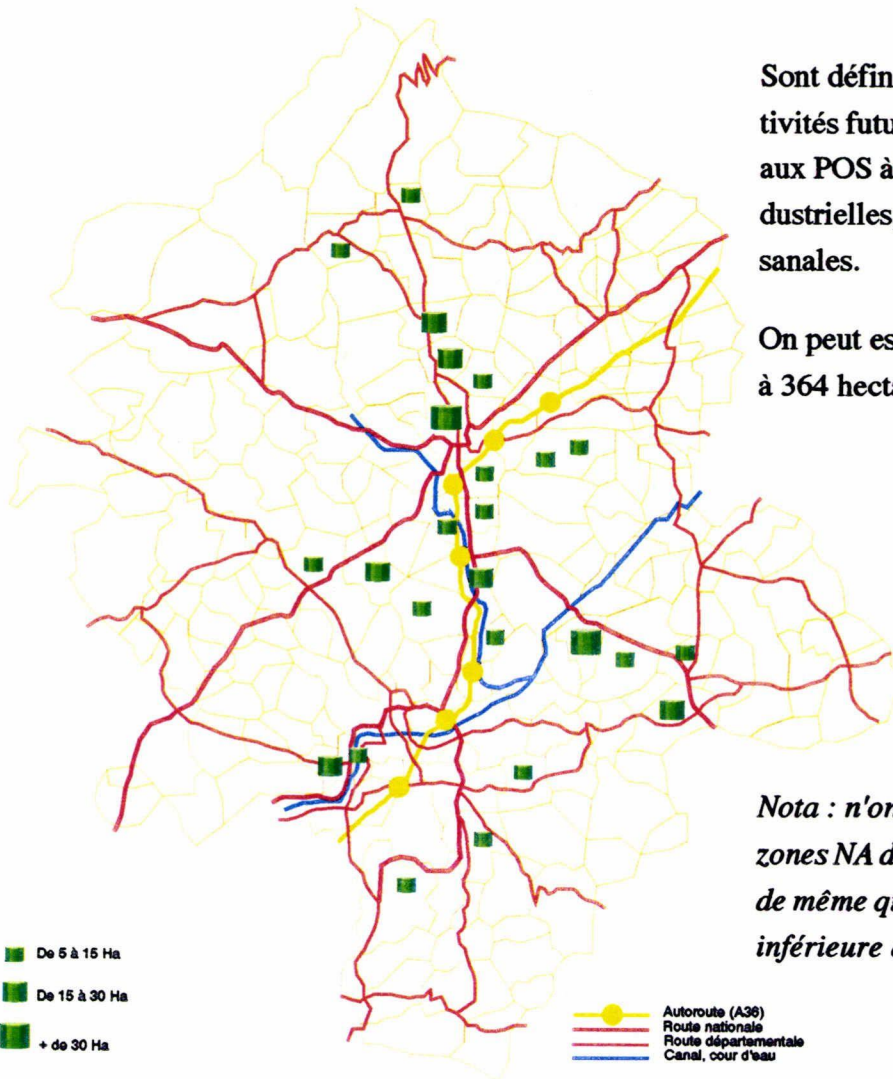 Sont défin
tivités futu
aux POS à
dustrielles
sanales.
On peut es
à 364 hect
Nota : n'on
zones NA d
de même qu
inférieure
De 5 à 15 Ha
De 15 à 30 Ha
+ de 30 Ha
Autoroute (A36)
Route nationale
Route départementale
Canal, cour d'eau